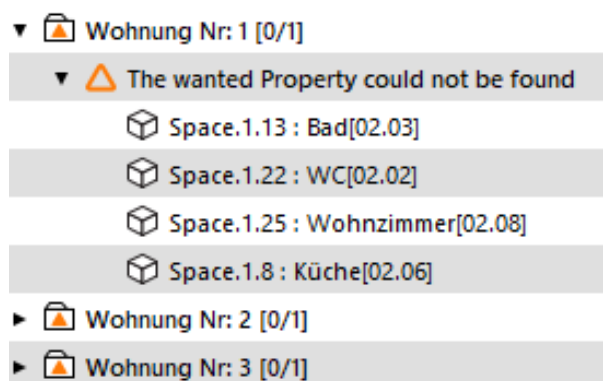 Wohnung Nr: 1 [0/1]
The wanted Property could not be found
Space.1.13 : Bad[02.03]
Space.1.22 : WC[02.02]
Space.1.25 : Wohnzimmer[02.08]
Space.1.8 : Küche[02.06]
Wohnung Nr: 2 [0/1]
Wohnung Nr: 3 [0/1]